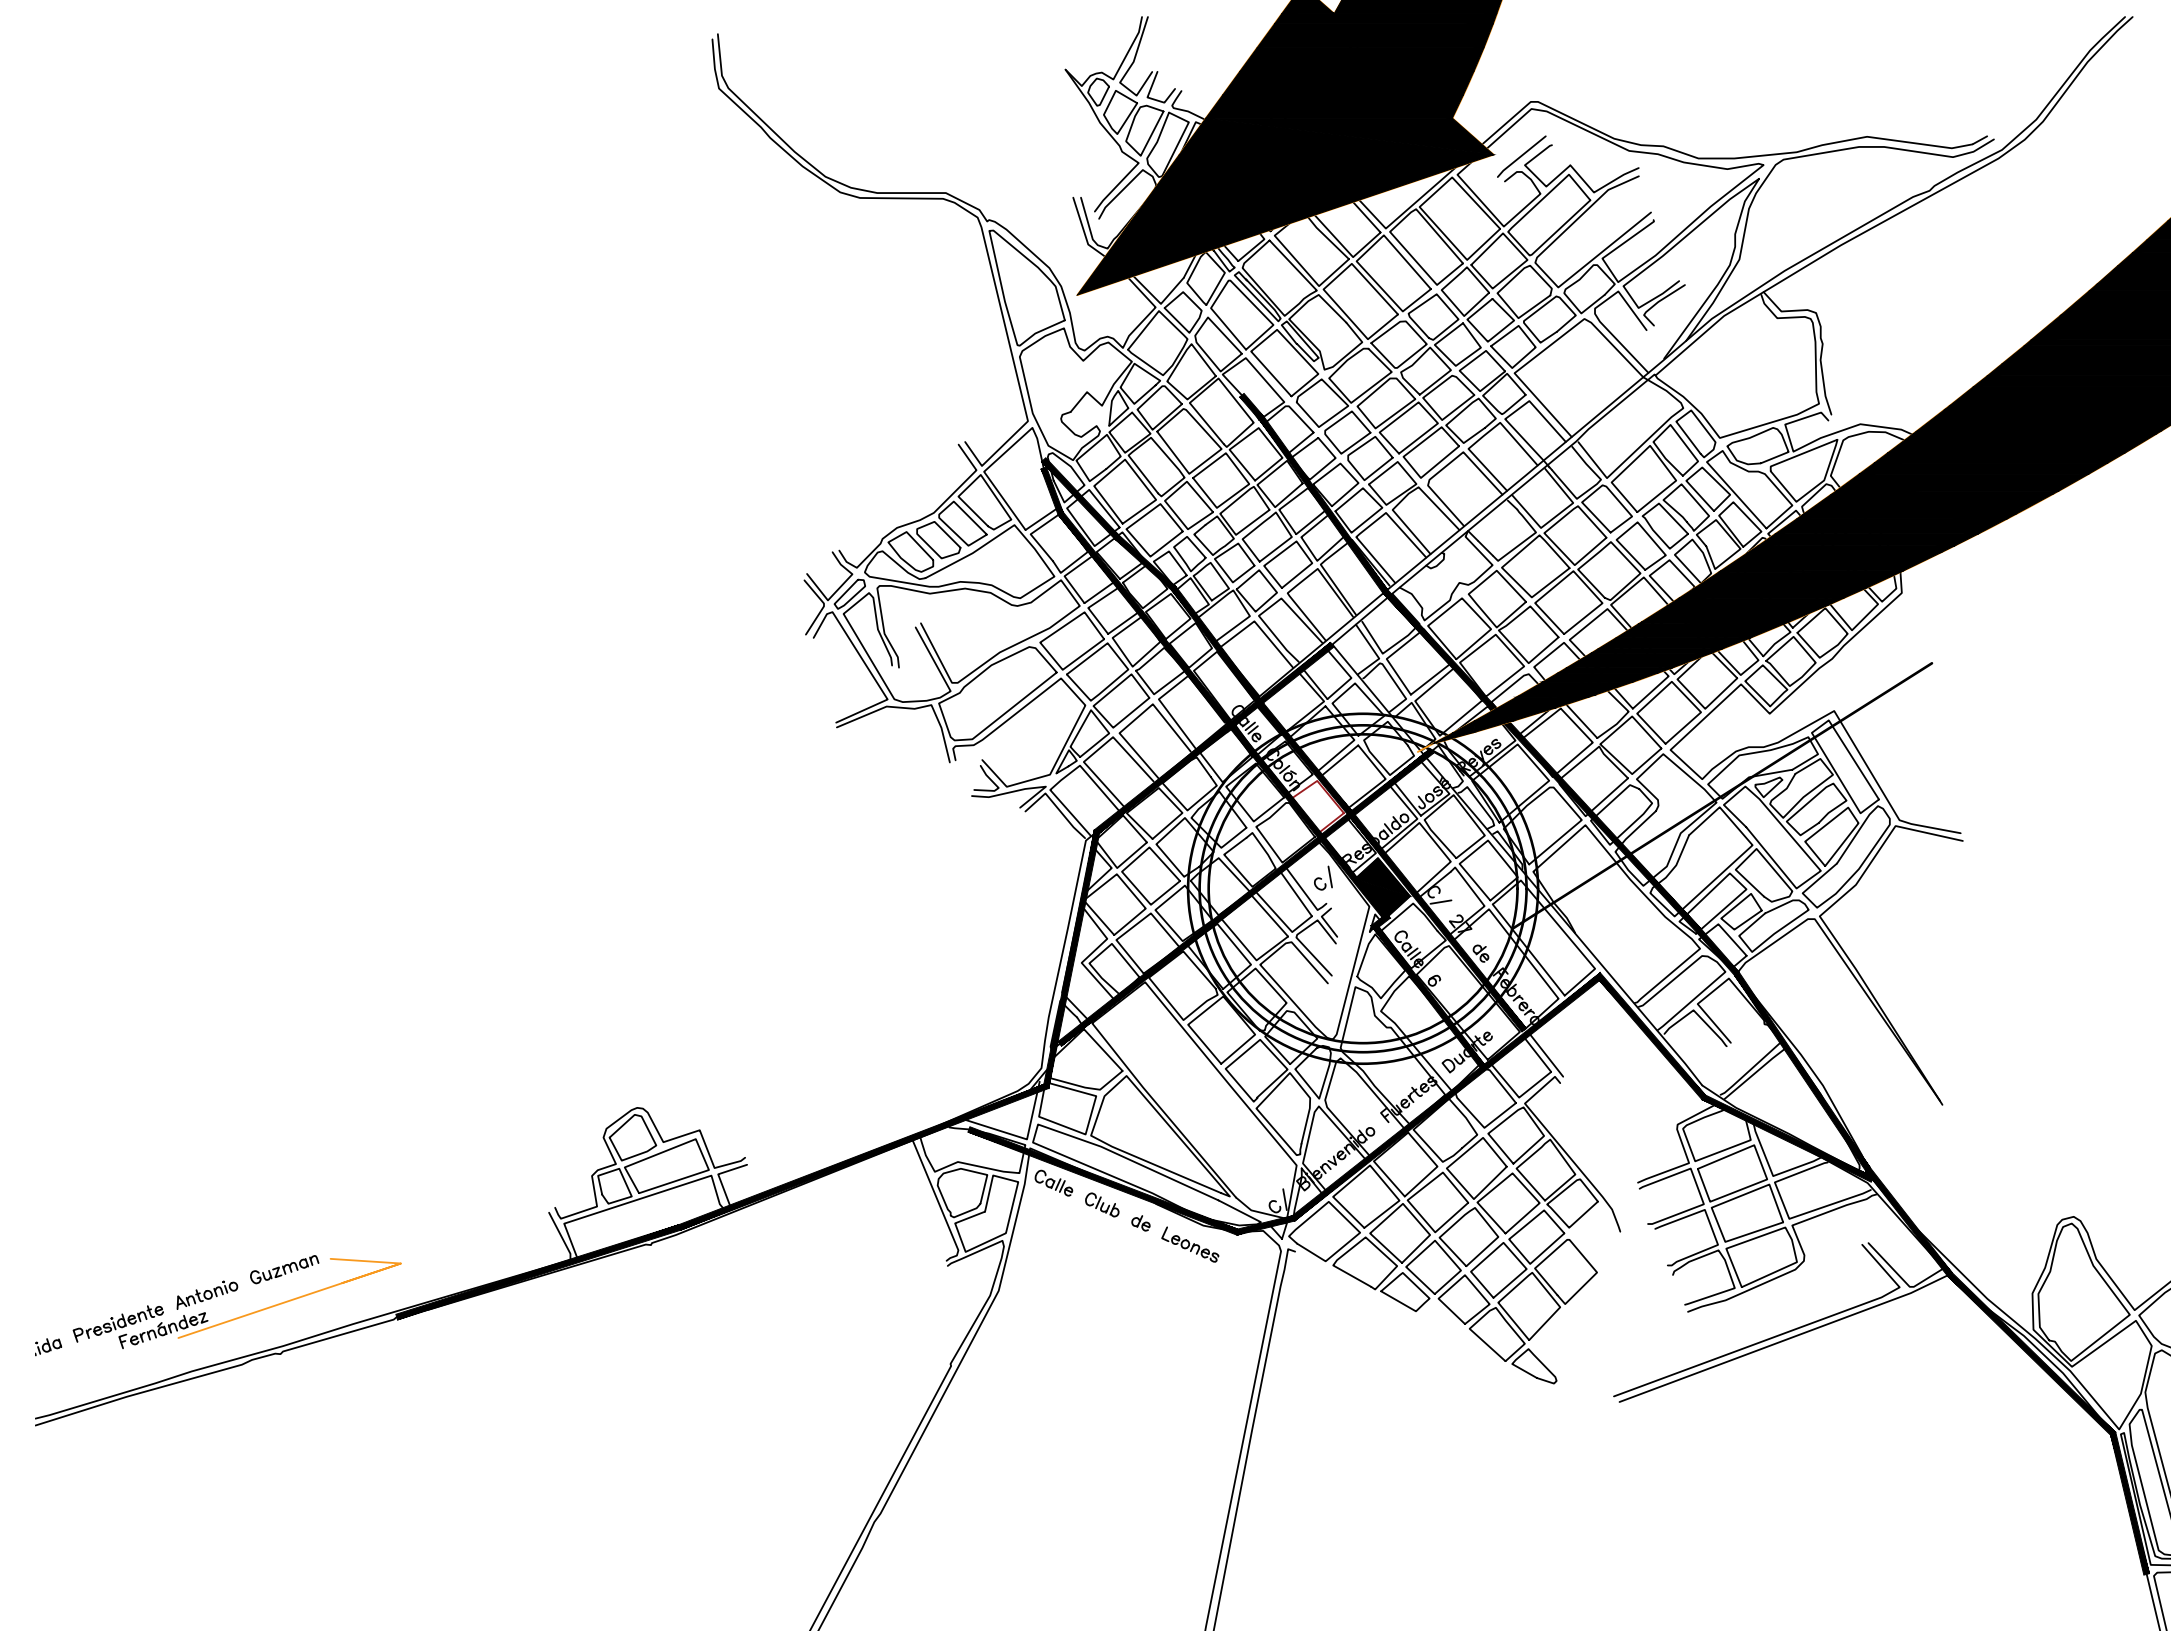 Calle Colón
C/ Respaldo José Reyes
C/ 27 de Febrero
Calle 6
C/ Bienvenido Fuertes Duarte
Calle Club de Leones
ida Presidente Antonio Guzman
Fernández